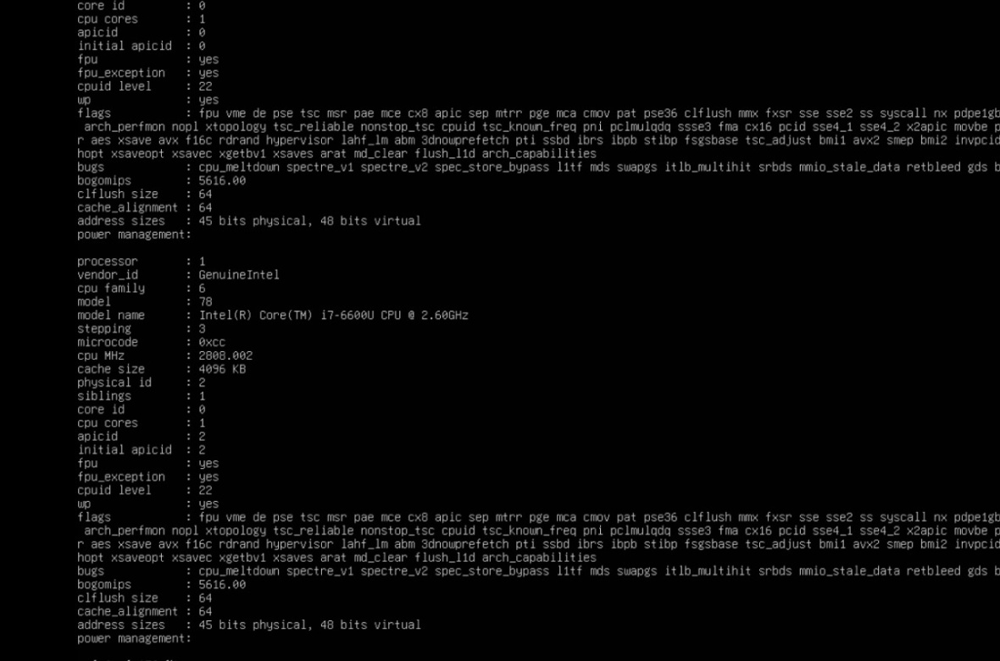 core id : 0
cpu cores : 1
apicid : 0
initial apicid : 0
fpu : yes
fpu_exception : yes
cpuid level : 22
wp : yes
flags : fpu vme de pse tsc msr pae mce cx8 apic sep mtrr pge mca cmov pat pse36 clflush mmx fxsr sse sse2 ss syscall nx pdpe1gb
arch_perfmon nopl xtopology tsc_reliable nonstop_tsc cpuid tsc_known_freq pni pclmulqdq ssse3 fma cx16 pcid sse4_1 sse4_2 x2apic movbe p
r aes xsave avx f16c rdrand hypervisor lahf_lm abm 3dnowprefetch pti ssbd ibrs ibpb stibp fsgsbase tsc_adjust bmi1 avx2 smep bmi2 invpcid
hopt xsaveopt xsavec xgetbv1 xsaves arat md_clear flush_l1d arch_capabilities
bugs : cpu_meltdown spectre_v1 spectre_v2 spec_store_bypass l1tf mds swapgs itlb_multihit srbds mmio_stale_data retbleed gds b
bogomips : 5616.00
clflush size : 64
cache_alignment : 64
address sizes : 45 bits physical, 48 bits virtual
power management:
processor : 1
vendor_id : GenuineIntel
cpu family : 6
model : 78
model name : Intel(R) Core(TM) i7-6600U CPU @ 2.60GHz
stepping : 3
microcode : 0xcc
cpu MHz : 2808.002
cache size : 4096 KB
physical id : 2
siblings : 1
core id : 0
cpu cores : 1
apicid : 2
initial apicid : 2
fpu : yes
fpu_exception : yes
cpuid level : 22
wp : yes
flags : fpu vme de pse tsc msr pae mce cx8 apic sep mtrr pge mca cmov pat pse36 clflush mmx fxsr sse sse2 ss syscall nx pdpe1gb
arch_perfmon nopl xtopology tsc_reliable nonstop_tsc cpuid tsc_known_freq pni pclmulqdq ssse3 fma cx16 pcid sse4_1 sse4_2 x2apic movbe p
r aes xsave avx f16c rdrand hypervisor lahf_lm abm 3dnowprefetch pti ssbd ibrs ibpb stibp fsgsbase tsc_adjust bmi1 avx2 smep bmi2 invpcid
hopt xsaveopt xsavec xgetbv1 xsaves arat md_clear flush_l1d arch_capabilities
bugs : cpu_meltdown spectre_v1 spectre_v2 spec_store_bypass l1tf mds swapgs itlb_multihit srbds mmio_stale_data retbleed gds b
bogomips : 5616.00
clflush size : 64
cache_alignment : 64
address sizes : 45 bits physical, 48 bits virtual
power management: